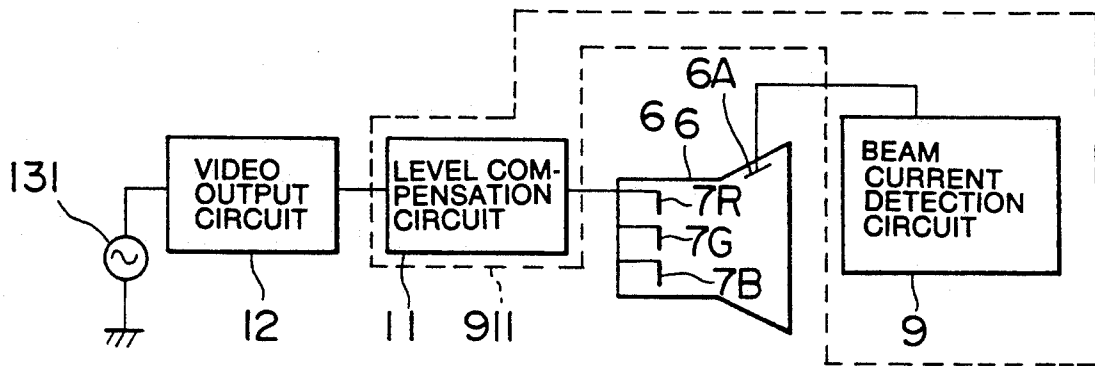 6A
6 6
131
VIDEO
OUTPUT
CIRCUIT
LEVEL COM-
PENSATION
CIRCUIT
7R
7G
7B
BEAM
CURRENT
DETECTION
CIRCUIT
12
11
911
9